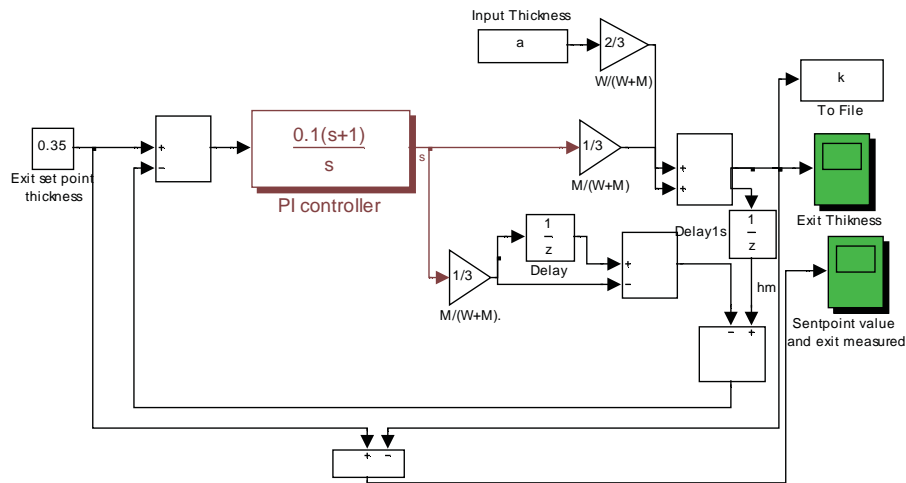 Input Thickness
a
2/3
W/(W+M)
k
To File
0.35
Exit set point
thickness
+
−
0.1(s+1)
s
PI controller
s
1/3
M/(W+M)
+
+
Exit Thikness
1
z
Delay
1/3
M/(W+M).
+
−
Delay1s
1
z
hm
−
+
Sentpoint value
and exit measured
+
−